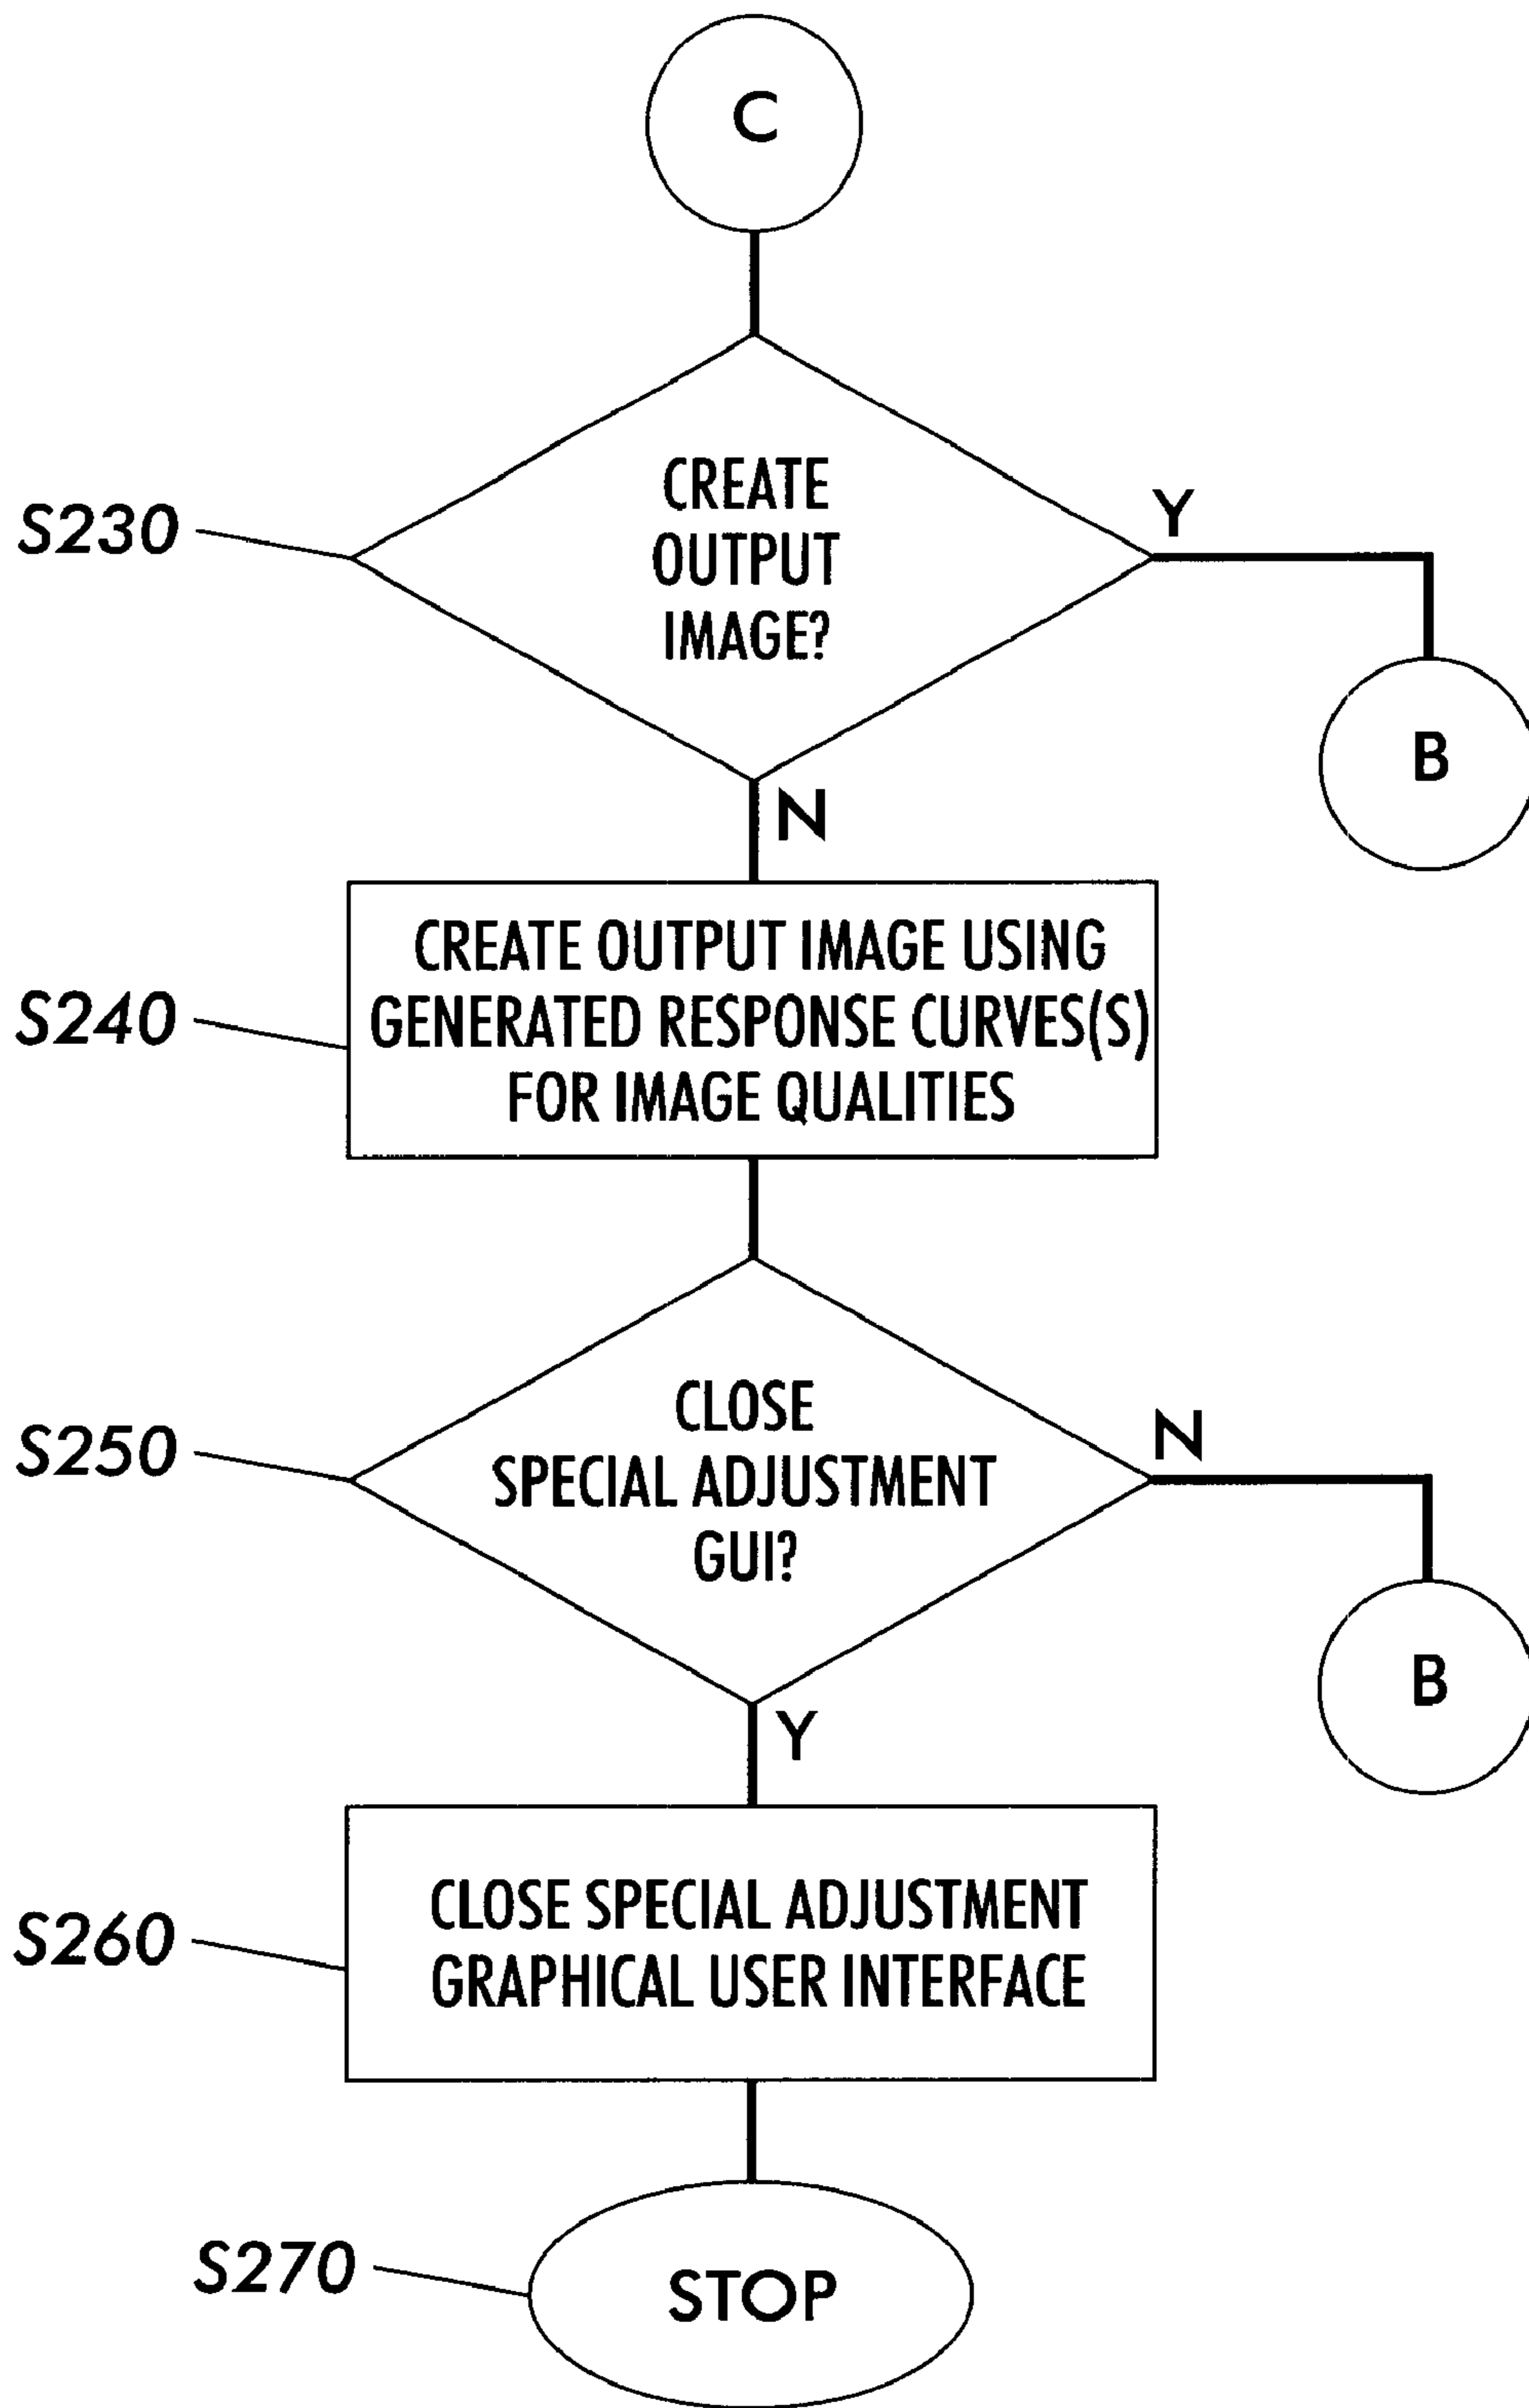 C
S230
CREATE
OUTPUT
IMAGE?
Y
B
N
S240
CREATE OUTPUT IMAGE USING
GENERATED RESPONSE CURVES(S)
FOR IMAGE QUALITIES
S250
CLOSE
SPECIAL ADJUSTMENT
GUI?
N
B
Y
S260
CLOSE SPECIAL ADJUSTMENT
GRAPHICAL USER INTERFACE
S270
STOP